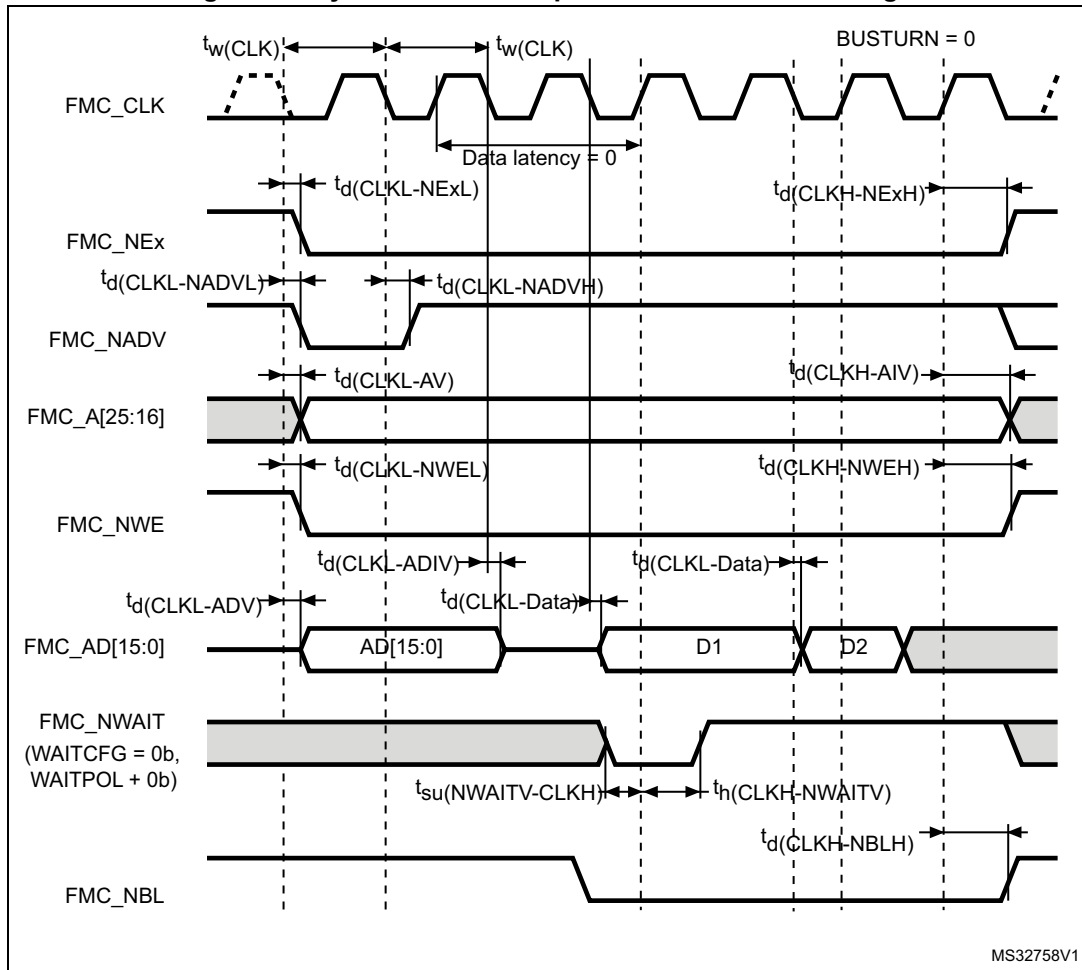 tw(CLK) tw(CLK) BUSTURN = 0
FMC_CLK
Data latency = 0
td(CLKL-NExL) td(CLKH-NExH)
FMC_NEx
td(CLKL-NADVL) td(CLKL-NADVH)
FMC_NADV
td(CLKL-AV) td(CLKH-AIV)
FMC_A[25:16]
td(CLKL-NWEL) td(CLKH-NWEH)
FMC_NWE
td(CLKL-ADIV) td(CLKL-Data)
td(CLKL-ADV) td(CLKL-Data)
FMC_AD[15:0] AD[15:0] D1 D2
FMC_NWAIT
(WAITCFG = 0b,
WAITPOL + 0b)
tsu(NWAITV-CLKH) th(CLKH-NWAITV)
td(CLKH-NBLH)
FMC_NBL
MS32758V1